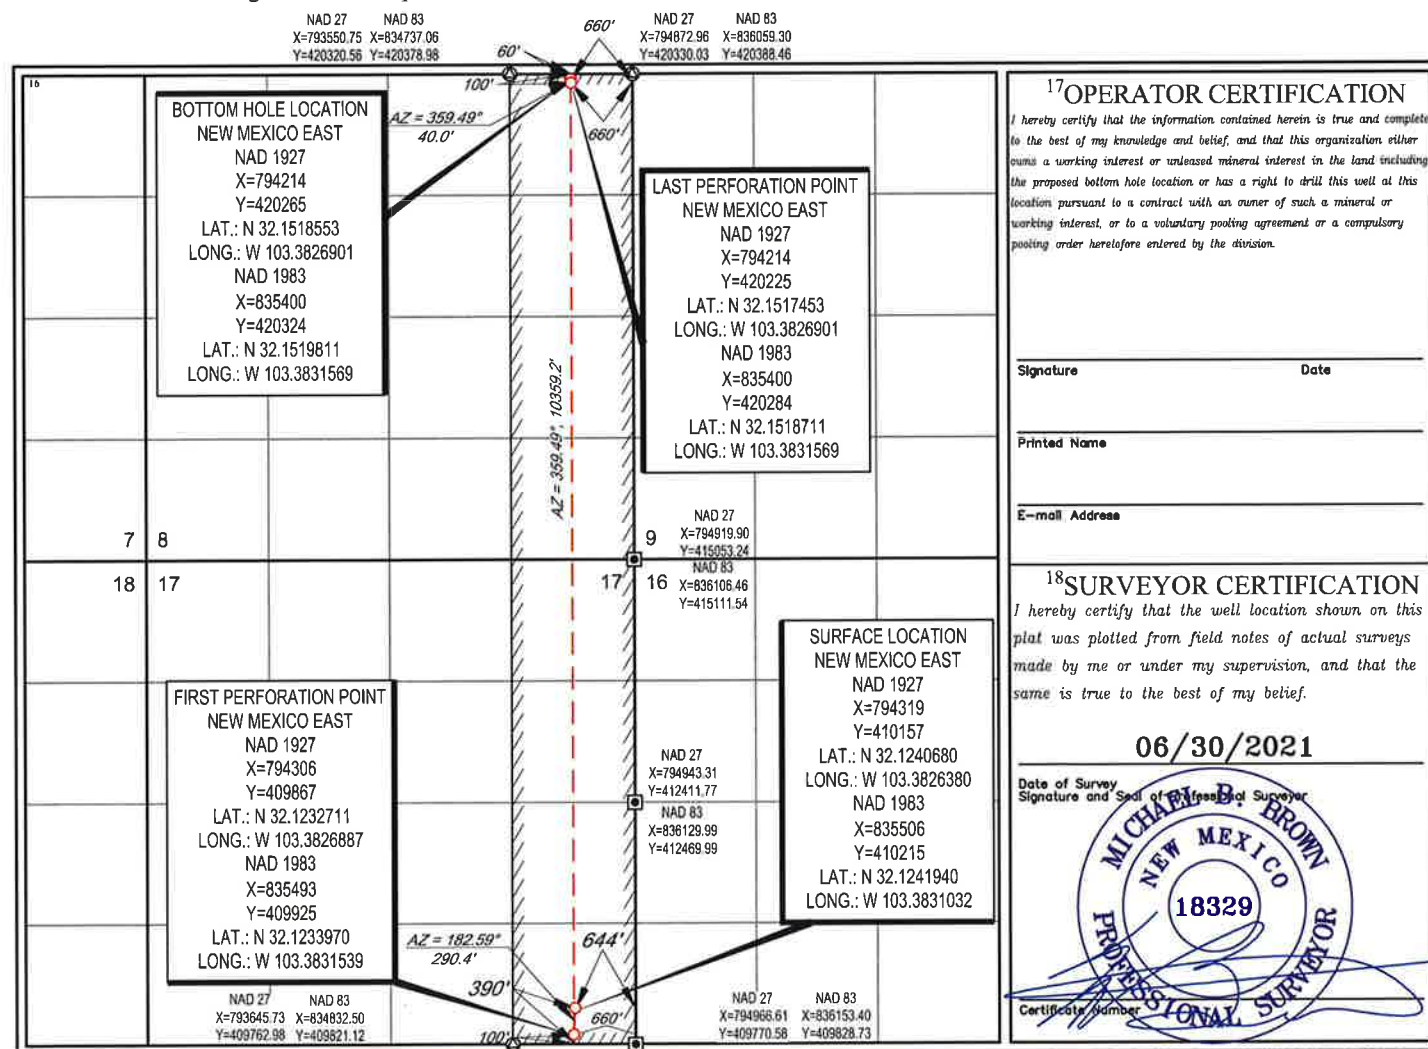 NAD 27 NAD 83
X=793550.75 X=834737.06
Y=420320.56 Y=420378.98
60'
660'
NAD 27 NAD 83
X=794872.96 X=836059.30
Y=420330.03 Y=420388.46
16
100'
AZ = 359.49°
40.0'
660'
BOTTOM HOLE LOCATION
NEW MEXICO EAST
NAD 1927
X=794214
Y=420265
LAT.: N 32.1518553
LONG.: W 103.3826901
NAD 1983
X=835400
Y=420324
LAT.: N 32.1519811
LONG.: W 103.3831569
LAST PERFORATION POINT
NEW MEXICO EAST
NAD 1927
X=794214
Y=420225
LAT.: N 32.1517453
LONG.: W 103.3826901
NAD 1983
X=835400
Y=420284
LAT.: N 32.1518711
LONG.: W 103.3831569
AZ = 359.49°, 10359.2'
7 8
9
18 17
17 16
NAD 27
X=794919.90
Y=415053.24
NAD 83
X=836106.46
Y=415111.54
FIRST PERFORATION POINT
NEW MEXICO EAST
NAD 1927
X=794306
Y=409867
LAT.: N 32.1232711
LONG.: W 103.3826887
NAD 1983
X=835493
Y=409925
LAT.: N 32.1233970
LONG.: W 103.3831539
SURFACE LOCATION
NEW MEXICO EAST
NAD 1927
X=794319
Y=410157
LAT.: N 32.1240680
LONG.: W 103.3826380
NAD 1983
X=835506
Y=410215
LAT.: N 32.1241940
LONG.: W 103.3831032
NAD 27
X=794943.31
Y=412411.77
NAD 83
X=836129.99
Y=412469.99
AZ = 182.59°
290.4'
644'
390'
660'
100'
NAD 27 NAD 83
X=793645.73 X=834832.50
Y=409762.98 Y=409821.12
NAD 27 NAD 83
X=794966.61 X=836153.40
Y=409770.58 Y=409828.73
17 OPERATOR CERTIFICATION
I hereby certify that the information contained herein is true and complete
to the best of my knowledge and belief, and that this organization either
owns a working interest or unleased mineral interest in the land including
the proposed bottom hole location or has a right to drill this well at this
location pursuant to a contract with an owner of such a mineral or
working interest, or to a voluntary pooling agreement or a compulsory
pooling order heretofore entered by the division.
Signature Date
Printed Name
E-mail Address
18 SURVEYOR CERTIFICATION
I hereby certify that the well location shown on this
plat was plotted from field notes of actual surveys
made by me or under my supervision, and that the
same is true to the best of my belief.
06/30/2021
Date of Survey
Signature and Seal of Professional Surveyor
MICHAEL B. BROWN
NEW MEXICO
18329
PROFESSIONAL SURVEYOR
Certificate Number